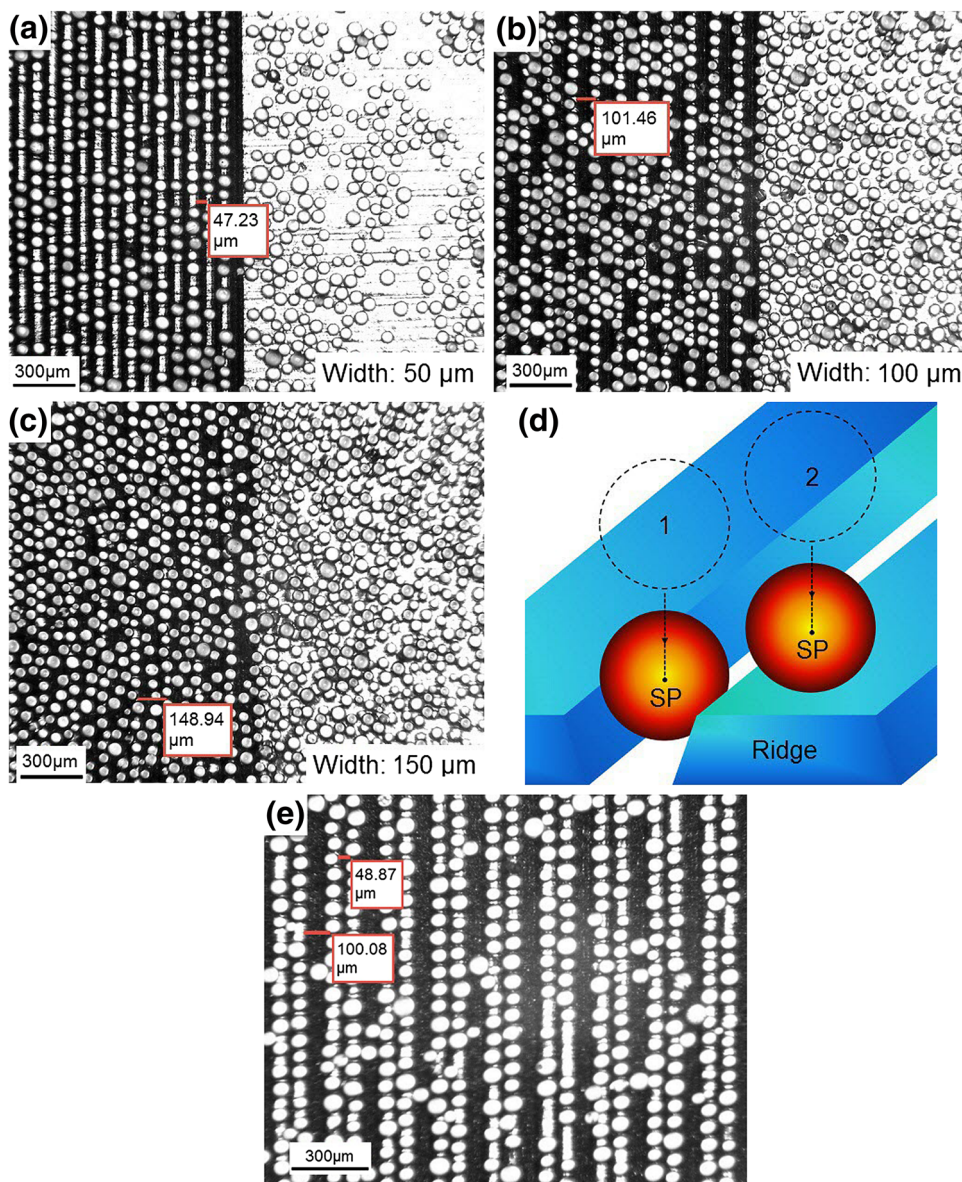 (a)
47.23
µm
300µm
Width: 50 µm
(b)
101.46
µm
300µm
Width: 100 µm
(c)
148.94
µm
300µm
Width: 150 µm
(d)
1
2
SP
SP
Ridge
(e)
48.87
µm
100.08
µm
300µm